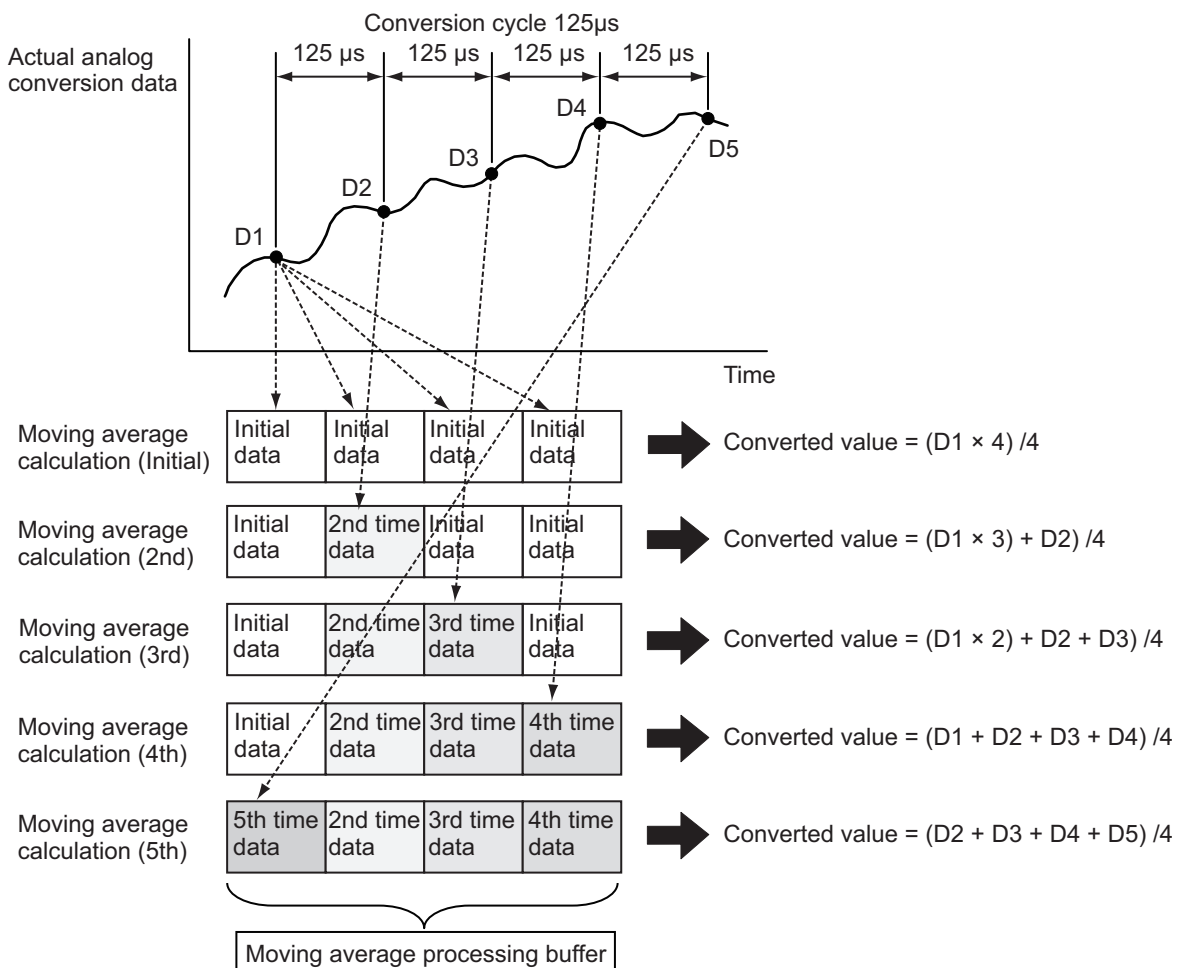 Conversion cycle 125µs
Actual analog
conversion data
125 µs 125 µs 125 µs 125 µs
D4
D5
D3
D2
D1
Time
Moving average
calculation (Initial)
Initial
data
Initial
data
Initial
data
Initial
data
Converted value = (D1 × 4) /4
Moving average
calculation (2nd)
Initial
data
2nd time
data
Initial
data
Initial
data
Converted value = (D1 × 3) + D2) /4
Moving average
calculation (3rd)
Initial
data
2nd time
data
3rd time
data
Initial
data
Converted value = (D1 × 2) + D2 + D3) /4
Moving average
calculation (4th)
Initial
data
2nd time
data
3rd time
data
4th time
data
Converted value = (D1 + D2 + D3 + D4) /4
Moving average
calculation (5th)
5th time
data
2nd time
data
3rd time
data
4th time
data
Converted value = (D2 + D3 + D4 + D5) /4
Moving average processing buffer